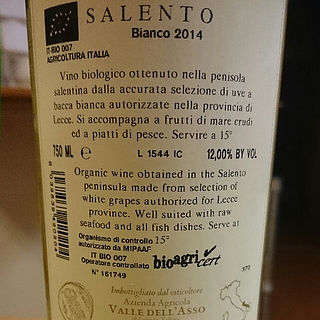 SALENTO
Bianco 2014
IT-BIO 007
AGRICOLTURA ITALIA
Vino biologico ottenuto nella penisola
salentina dalla accurata selezione di uve a
bacca bianca autorizzate nella provincia di
Lecce. Si accompagna a frutti di mare crudi
ed a piatti di pesce. Servire a 15°
750 ML e L 1544 IC 12,00% BY VOL
Organic wine obtained in the Salento
peninsula made from selection of
white grapes authorized for Lecce
province. Well suited with raw
seafood and all fish dishes. Serve at
15°
Organismo di controllo
autorizzato da MIPAAF
IT BIO 007
Operatore controllato
N° 161749
bioagricert
Imbottigliato dal viticoltore
Azienda Agricola
VALLE DELL'ASSO